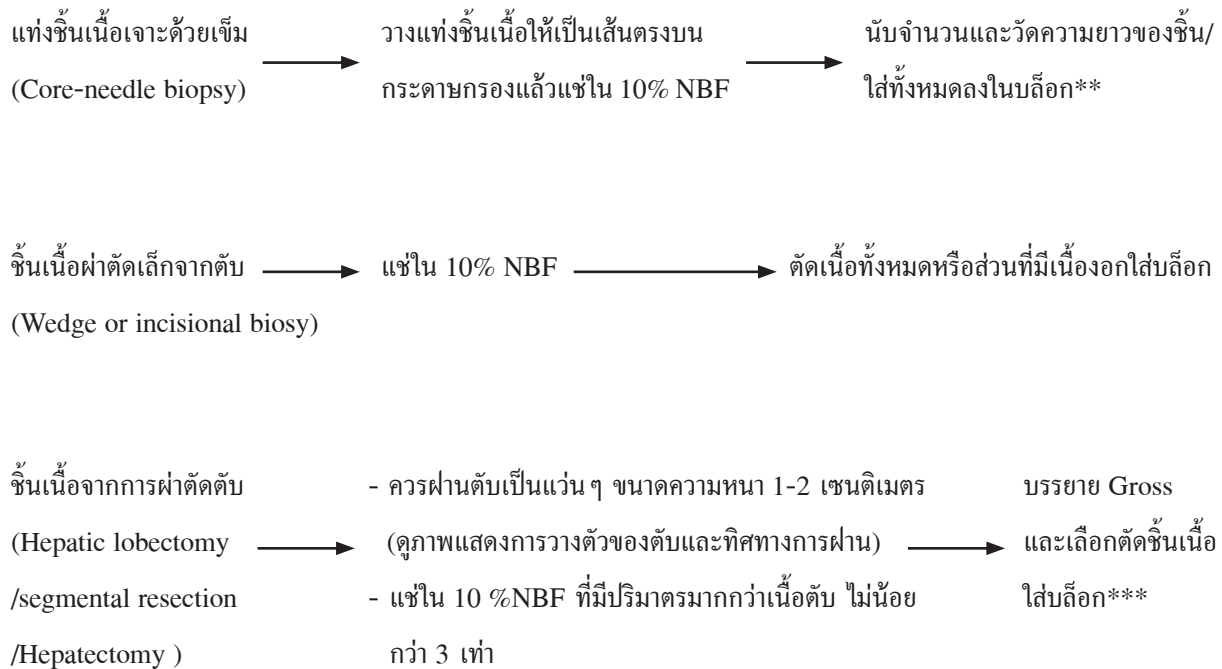 แท่งชิ้นเนื้อเจาะด้วยเข็ม
(Core-needle biopsy)
วางแท่งชิ้นเนื้อให้เป็นเส้นตรงบน
กระดาษกรองแล้วแช่ใน 10% NBF
นับจำนวนและวัดความยาวของชิ้น/
ใส่ทั้งหมดลงในบล็อก**
ชิ้นเนื้อผ่าตัดเล็กจากตับ
(Wedge or incisional biosy)
แช่ใน 10% NBF
ตัดเนื้อทั้งหมดหรือส่วนที่มีเนื้องอกใส่บล็อก
ชิ้นเนื้อจากการผ่าตัดตับ
(Hepatic lobectomy
/segmental resection
/Hepatectomy )
- ควรฝานตับเป็นแว่น ๆ ขนาดความหนา 1-2 เซนติเมตร
(ดูภาพแสดงการวางตัวของตับและทิศทางการฝาน)
- แช่ใน 10 %NBF ที่มีปริมาตรมากกว่าเนื้อตับ ไม่น้อย
กว่า 3 เท่า
บรรยาย Gross
และเลือกตัดชิ้นเนื้อ
ใส่บล็อก***